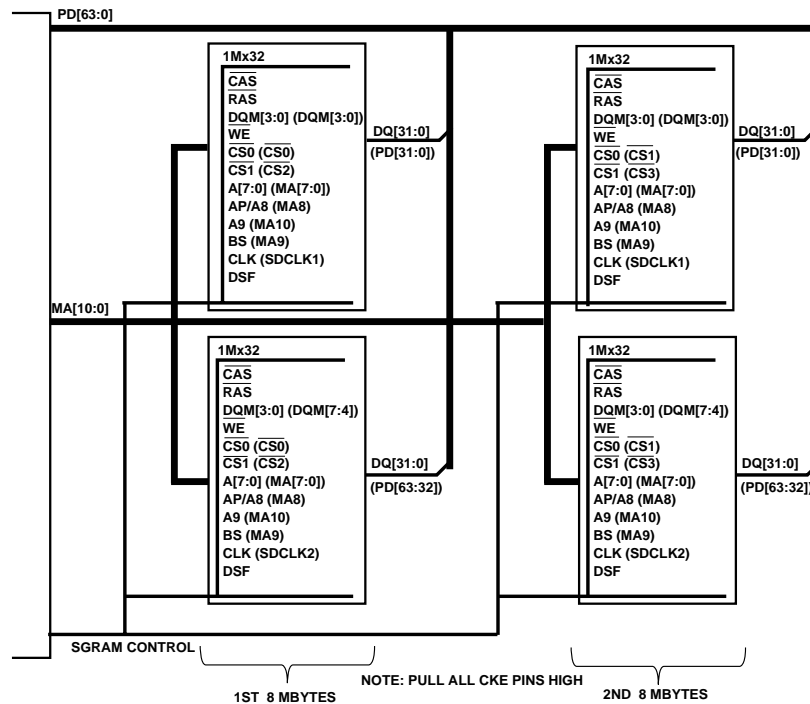 PD[63:0]
1Mx32
CAS
RAS
DQM[3:0] (DQM[3:0])
WE
CS0 (CS0)
CS1 (CS2)
A[7:0] (MA[7:0])
AP/A8 (MA8)
A9 (MA10)
BS (MA9)
CLK (SDCLK1)
DSF
DQ[31:0]
(PD[31:0])
1Mx32
CAS
RAS
DQM[3:0] (DQM[3:0])
WE
CS0 (CS1)
CS1 (CS3)
A[7:0] (MA[7:0])
AP/A8 (MA8)
A9 (MA10)
BS (MA9)
CLK (SDCLK1)
DSF
DQ[31:0]
(PD[31:0])
MA[10:0]
1Mx32
CAS
RAS
DQM[3:0] (DQM[7:4])
WE
CS0 (CS0)
CS1 (CS2)
A[7:0] (MA[7:0])
AP/A8 (MA8)
A9 (MA10)
BS (MA9)
CLK (SDCLK2)
DSF
DQ[31:0]
(PD[63:32])
1Mx32
CAS
RAS
DQM[3:0] (DQM[7:4])
WE
CS0 (CS1)
CS1 (CS3)
A[7:0] (MA[7:0])
AP/A8 (MA8)
A9 (MA10)
BS (MA9)
CLK (SDCLK2)
DSF
DQ[31:0]
(PD[63:32])
SGRAM CONTROL
1ST 8 MBYTES
NOTE: PULL ALL CKE PINS HIGH
2ND 8 MBYTES